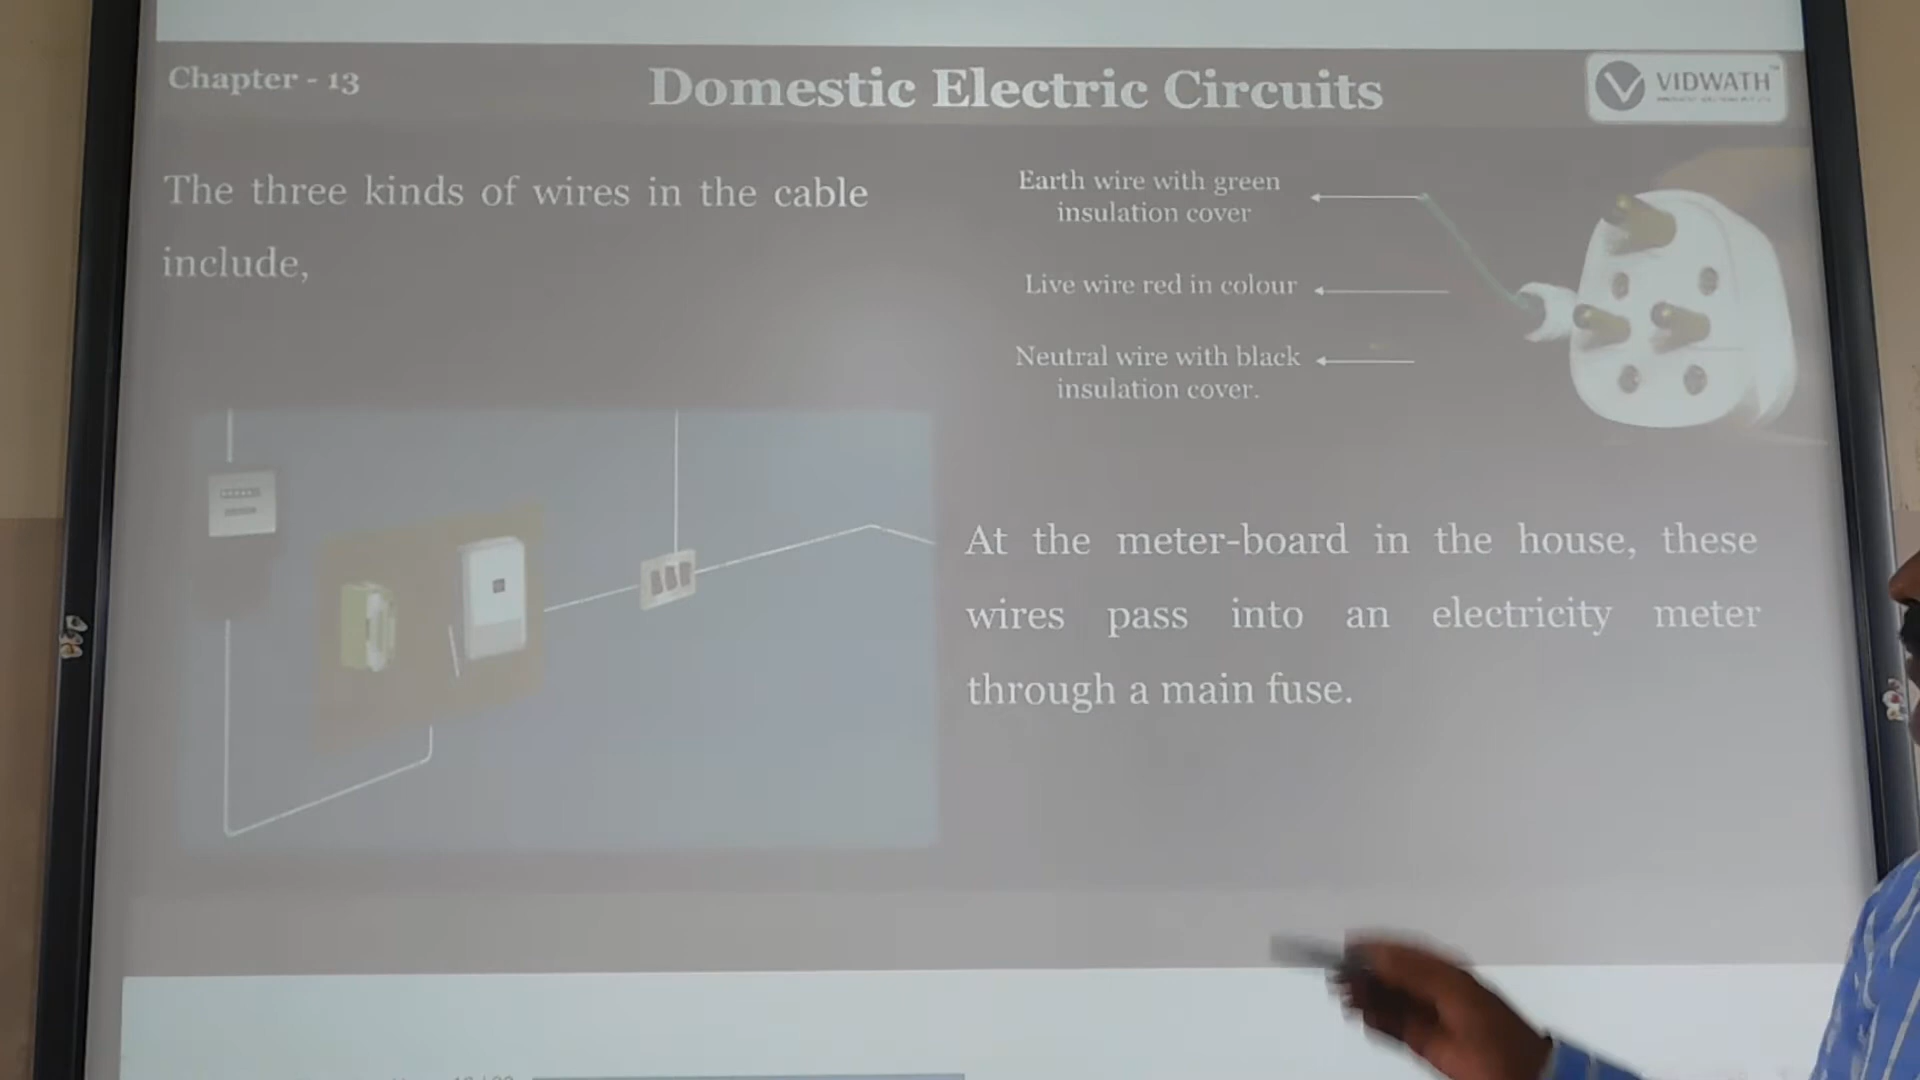 Chapter - 13
Domestic Electric Circuits
VIDWATH
The three kinds of wires in the cable
include,
Earth wire with green
insulation cover
Live wire red in colour
Neutral wire with black
insulation cover.
At the meter-board in the house, these
wires pass into an electricity meter
through a main fuse.